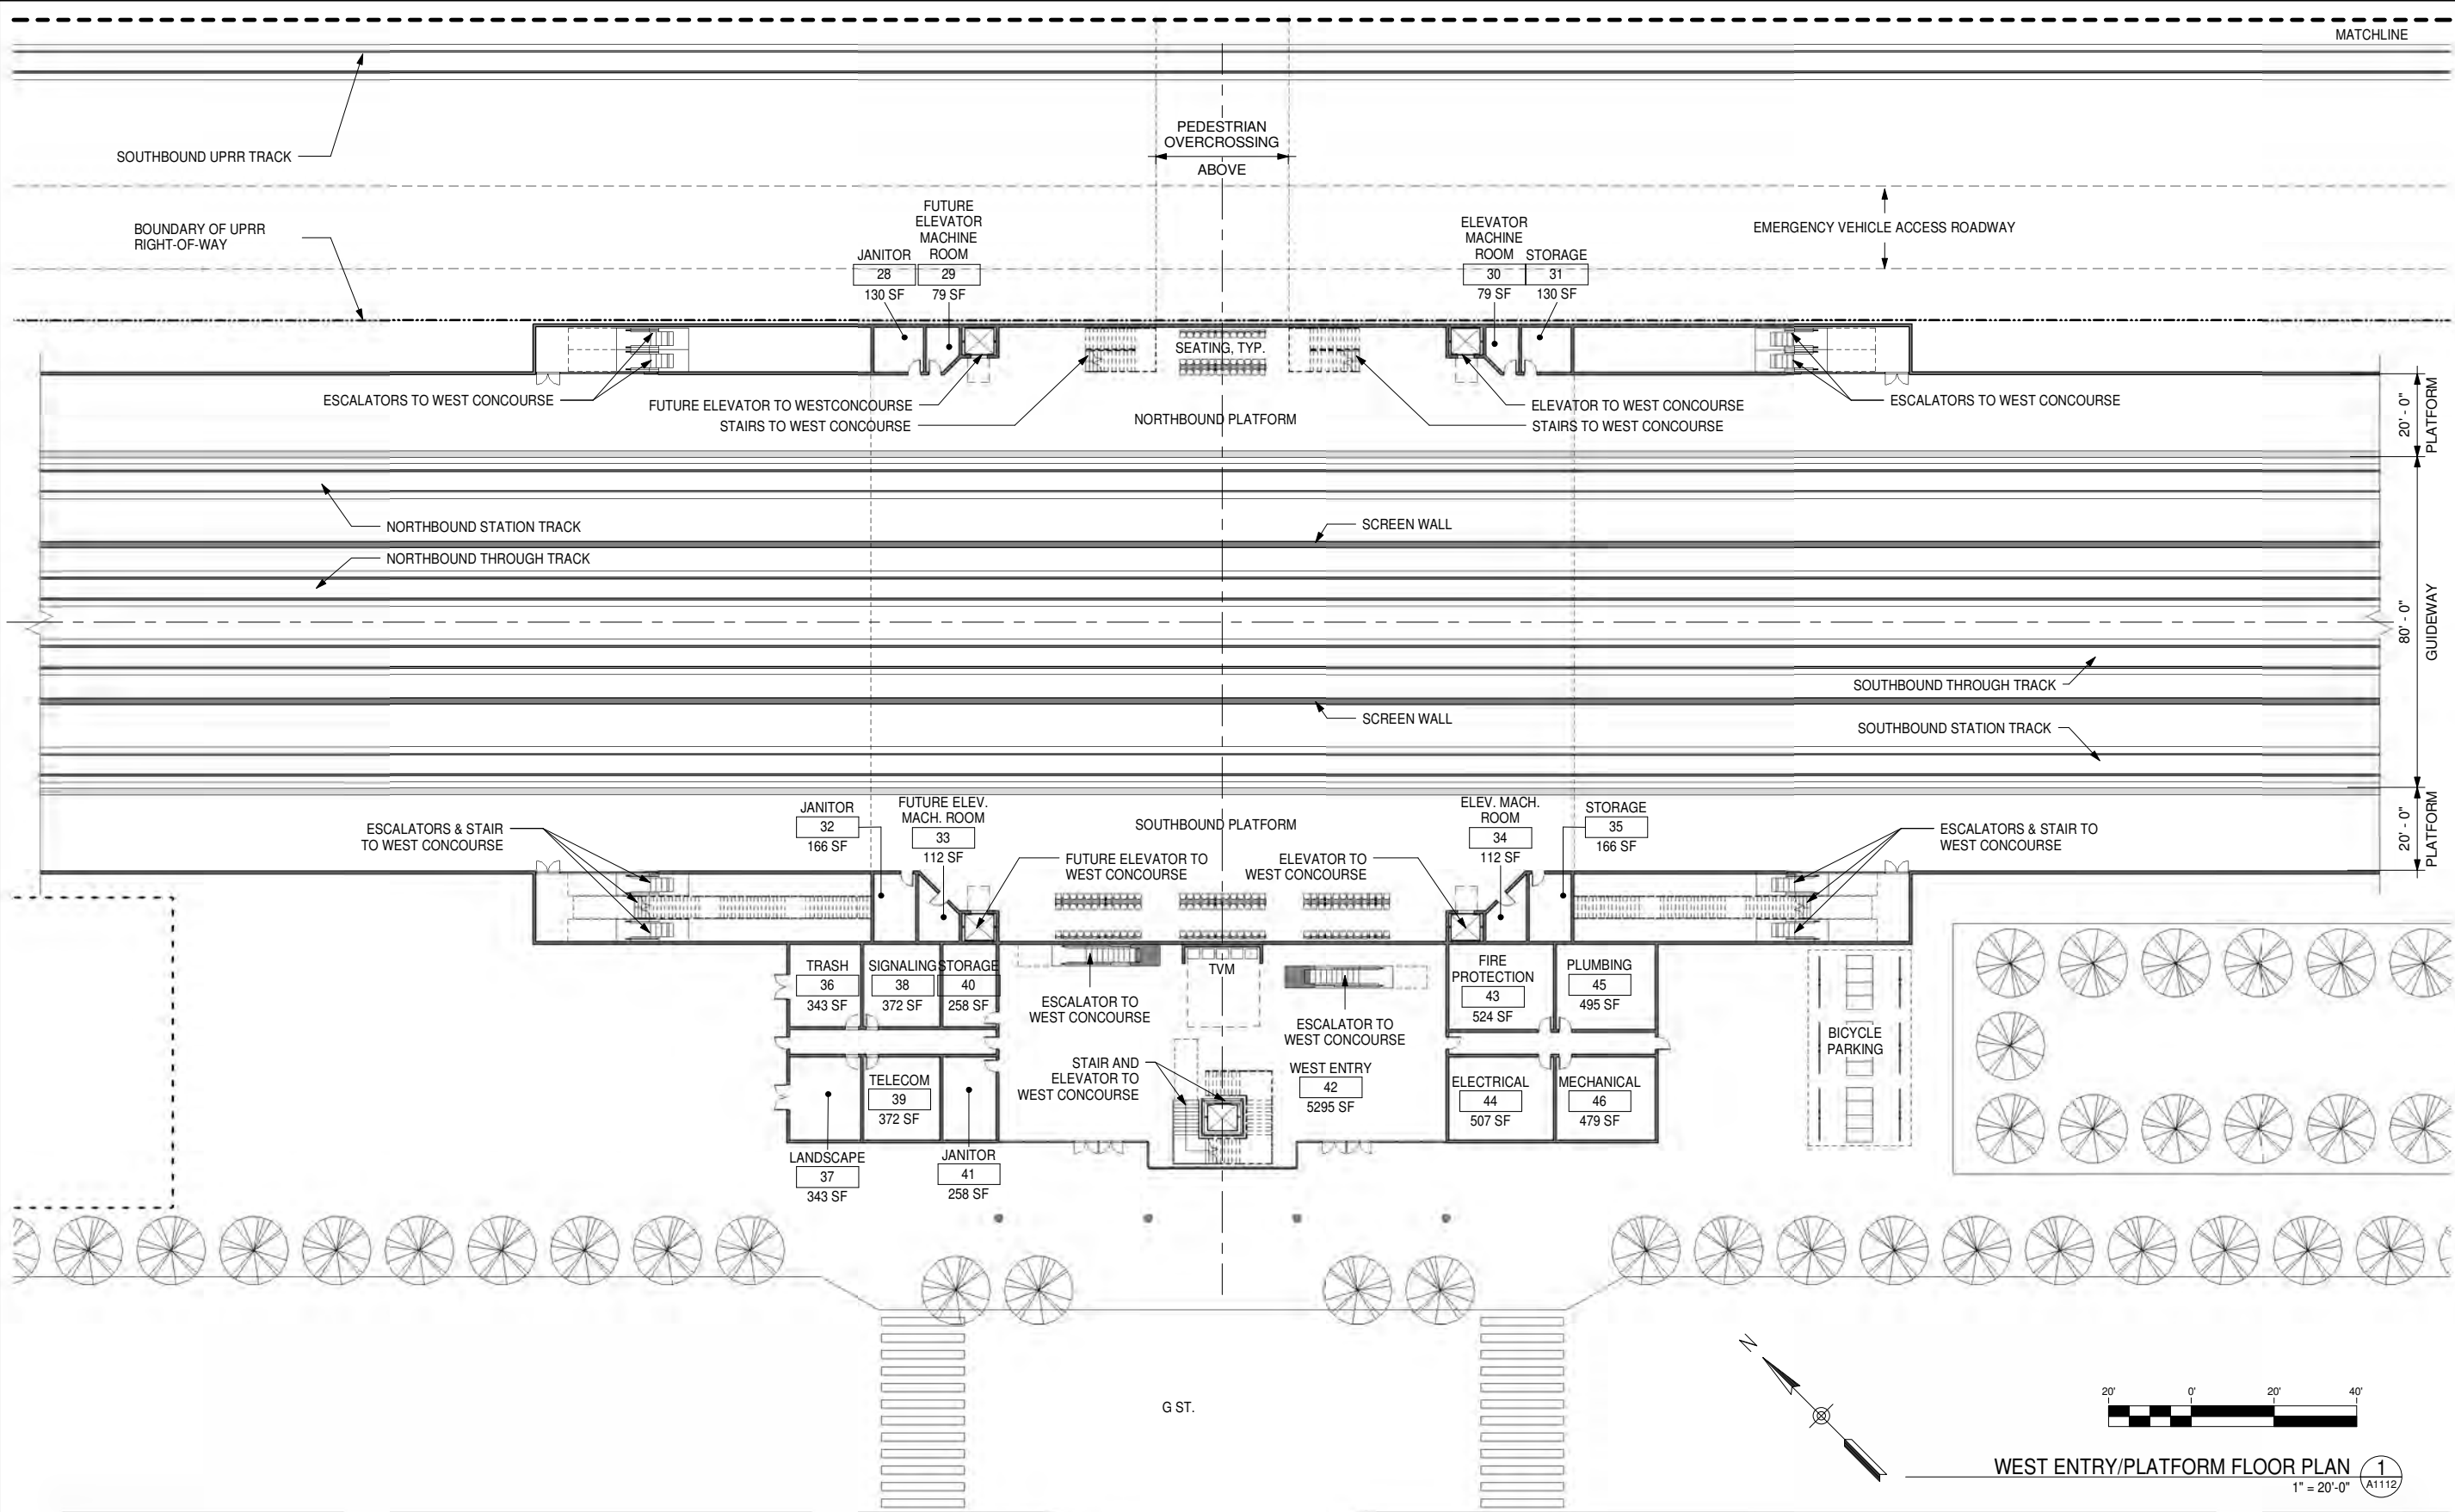 MATCHLINE
SOUTHBOUND UPRR TRACK
PEDESTRIAN
OVERCROSSING
ABOVE
BOUNDARY OF UPRR
RIGHT-OF-WAY
EMERGENCY VEHICLE ACCESS ROADWAY
JANITOR
28
130 SF
FUTURE
ELEVATOR
MACHINE
ROOM
29
79 SF
ELEVATOR
MACHINE
ROOM
30
79 SF
STORAGE
31
130 SF
SEATING, TYP.
ESCALATORS TO WEST CONCOURSE
FUTURE ELEVATOR TO WESTCONCOURSE
STAIRS TO WEST CONCOURSE
NORTHBOUND PLATFORM
ELEVATOR TO WEST CONCOURSE
STAIRS TO WEST CONCOURSE
ESCALATORS TO WEST CONCOURSE
20' - 0"
PLATFORM
NORTHBOUND STATION TRACK
SCREEN WALL
NORTHBOUND THROUGH TRACK
80' - 0"
GUIDEWAY
SOUTHBOUND THROUGH TRACK
SCREEN WALL
SOUTHBOUND STATION TRACK
20' - 0"
PLATFORM
ESCALATORS & STAIR
TO WEST CONCOURSE
JANITOR
32
166 SF
FUTURE ELEV.
MACH. ROOM
33
112 SF
SOUTHBOUND PLATFORM
FUTURE ELEVATOR TO
WEST CONCOURSE
ELEVATOR TO
WEST CONCOURSE
ELEV. MACH.
ROOM
34
112 SF
STORAGE
35
166 SF
ESCALATORS & STAIR TO
WEST CONCOURSE
TRASH
36
343 SF
SIGNALING
38
372 SF
STORAGE
40
258 SF
ESCALATOR TO
WEST CONCOURSE
TVM
ESCALATOR TO
WEST CONCOURSE
FIRE
PROTECTION
43
524 SF
PLUMBING
45
495 SF
BICYCLE
PARKING
TELECOM
39
372 SF
STAIR AND
ELEVATOR TO
WEST CONCOURSE
WEST ENTRY
42
5295 SF
ELECTRICAL
44
507 SF
MECHANICAL
46
479 SF
LANDSCAPE
37
343 SF
JANITOR
41
258 SF
G ST.
N
20' 0' 20' 40'
WEST ENTRY/PLATFORM FLOOR PLAN
1" = 20'-0"
1
A1112